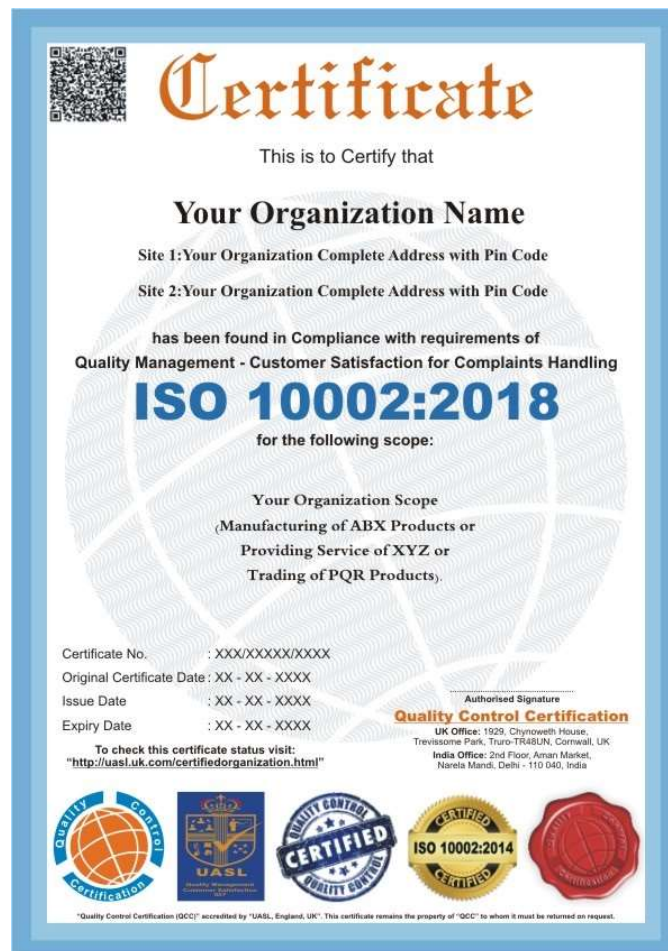 Certificate
This is to Certify that
Your Organization Name
Site 1:Your Organization Complete Address with Pin Code
Site 2:Your Organization Complete Address with Pin Code
has been found in Compliance with requirements of
Quality Management - Customer Satisfaction for Complaints Handling
ISO 10002:2018
for the following scope:
Your Organization Scope
(Manufacturing of ABX Products or
Providing Service of XYZ or
Trading of PQR Products).
Certificate No. : XXX/XXXXX/XXXX
Original Certificate Date : XX - XX - XXXX
Issue Date : XX - XX - XXXX
Expiry Date : XX - XX - XXXX
To check this certificate status visit:
“http://uasl.uk.com/certifiedorganization.html”
Authorised Signature
Quality Control Certification
UK Office: 1929, Chynoweth House,
Trevissome Park, Truro-TR48UN, Cornwall, UK
India Office: 2nd Floor, Aman Market,
Narela Mandi, Delhi - 110 040, India
Quality Control
Certification
UASL
Quality Management
Customer Satisfaction
QUALITY CONTROL
CERTIFIED
QUALITY CONTROL
CERTIFIED
ISO 10002:2014
CERTIFIED
"Quality Control Certification (QCC)" accredited by "UASL, England, UK". This certificate remains the property of "QCC" to whom it must be returned on request.